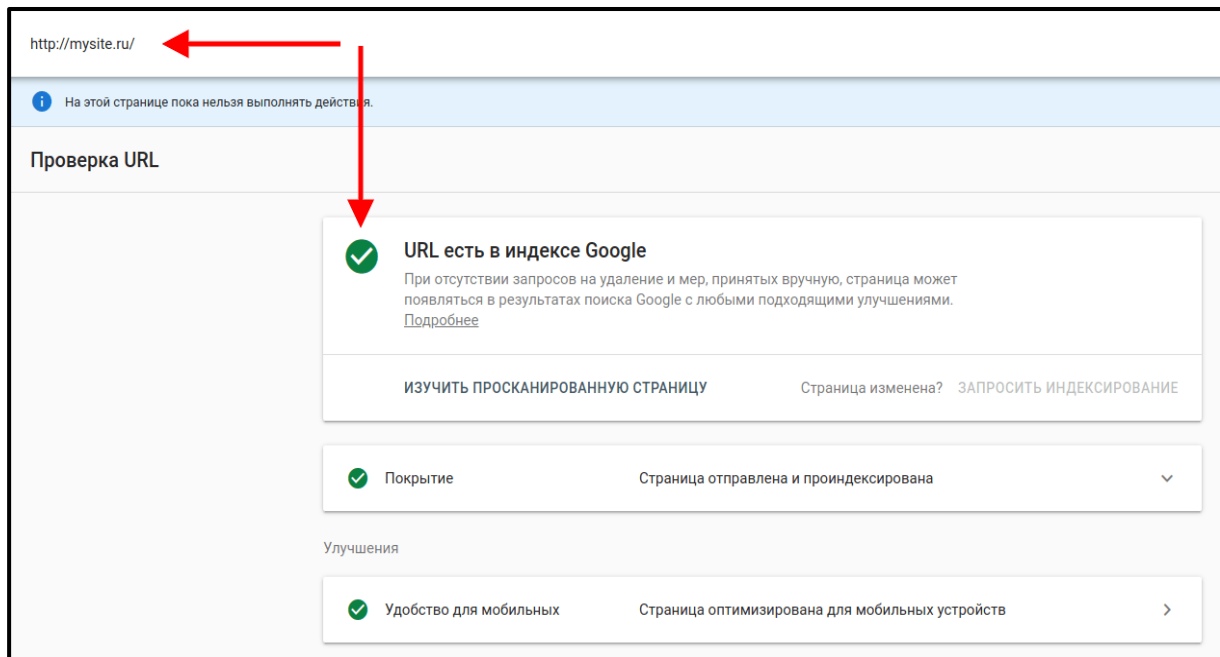 http://mysite.ru/
На этой странице пока нельзя выполнять действия.
Проверка URL
URL есть в индексе Google
При отсутствии запросов на удаление и мер, принятых вручную, страница может
появляться в результатах поиска Google с любыми подходящими улучшениями.
Подробнее
ИЗУЧИТЬ ПРОСКАНИРОВАННУЮ СТРАНИЦУ Страница изменена? ЗАПРОСИТЬ ИНДЕКСИРОВАНИЕ
Покрытие Страница отправлена и проиндексирована
Улучшения
Удобство для мобильных Страница оптимизирована для мобильных устройств